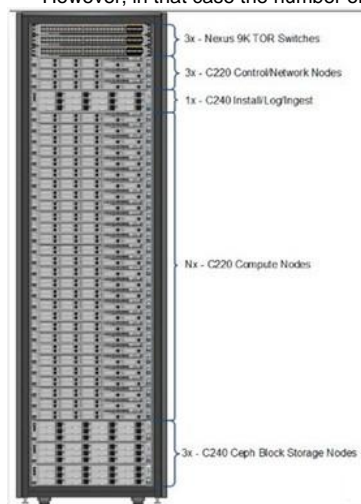 However, in that case the number of
3x - Nexus 9K TOR Switches
3x - C220 Control/Network Nodes
1x - C240 Install/Log/Ingest
Nx - C220 Compute Nodes
3x - C240 Ceph Block Storage Nodes